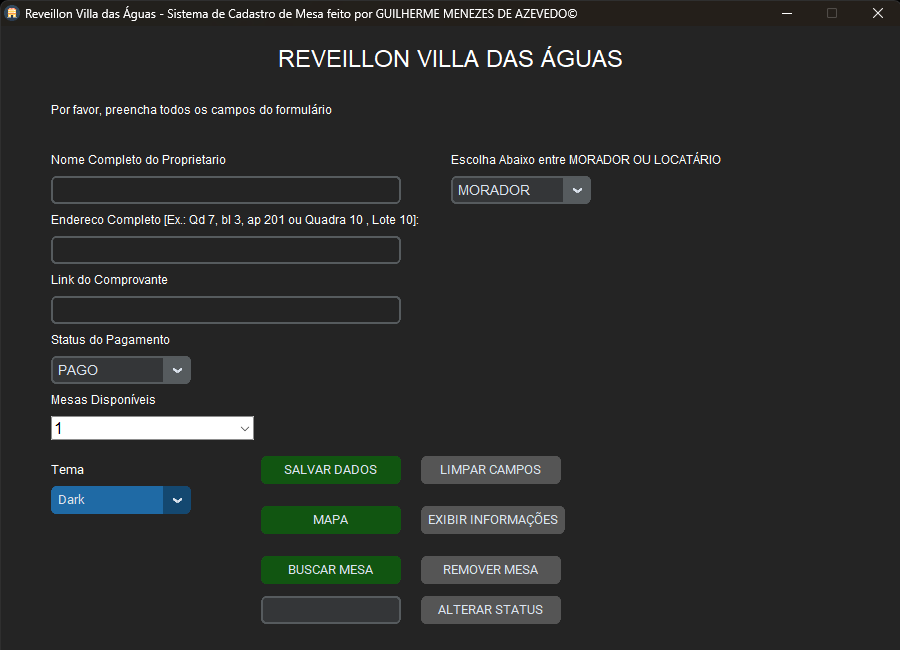 Reveillon Villa das Águas - Sistema de Cadastro de Mesa feito por GUILHERME MENEZES DE AZEVEDO©
REVEILLON VILLA DAS ÁGUAS
Por favor, preencha todos os campos do formulário
Nome Completo do Proprietario
Escolha Abaixo entre MORADOR OU LOCATÁRIO
MORADOR
Endereco Completo [Ex.: Qd 7, bl 3, ap 201 ou Quadra 10 , Lote 10]:
Link do Comprovante
Status do Pagamento
PAGO
Mesas Disponíveis
1
Tema
Dark
SALVAR DADOS
LIMPAR CAMPOS
MAPA
EXIBIR INFORMAÇÕES
BUSCAR MESA
REMOVER MESA
ALTERAR STATUS